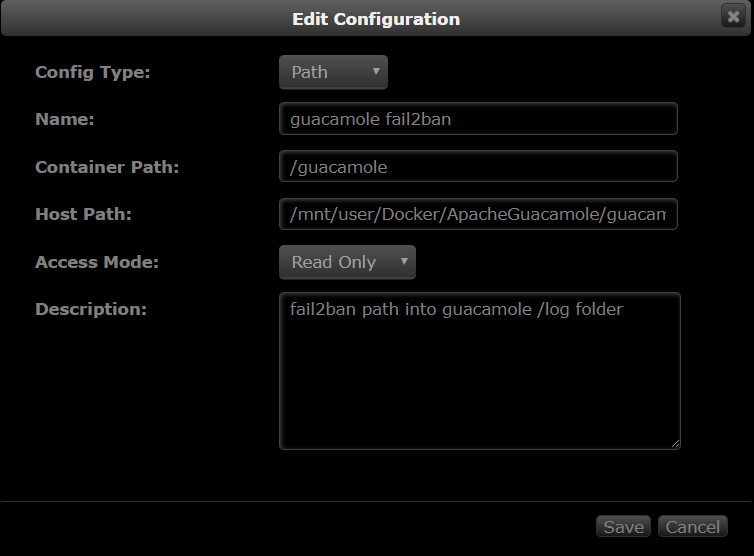 Edit Configuration
Config Type: Path
Name: guacamole fail2ban
Container Path: /guacamole
Host Path: /mnt/user/Docker/ApacheGuacamole/guacam
Access Mode: Read Only
Description: fail2ban path into guacamole /log folder
Save Cancel